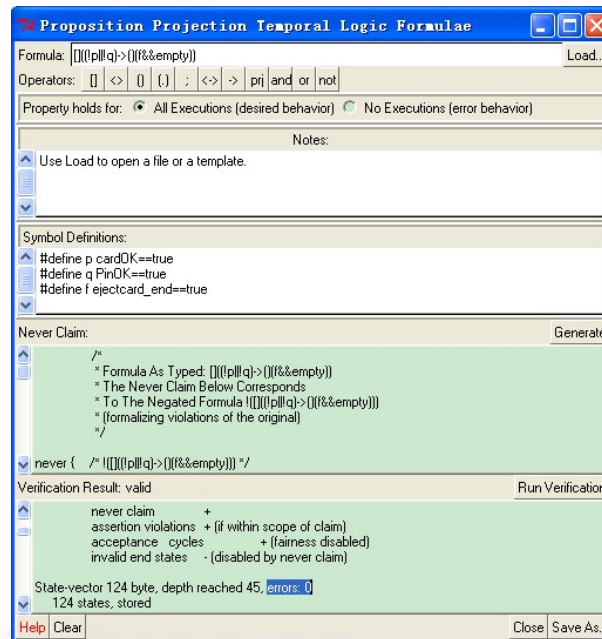 Proposition Projection Temporal Logic Formulae
Formula: []((!p||!q)->()(f&&empty)) Load...
Operators: [] <> () (.) ; <-> -> prj and or not
Property holds for: All Executions (desired behavior) No Executions (error behavior)
Notes:
Use Load to open a file or a template.
Symbol Definitions:
#define p cardOK==true
#define q PinOK==true
#define f ejectcard_end==true
Never Claim: Generate
/*
* Formula As Typed: []((!p||!q)->()(f&&empty))
* The Never Claim Below Corresponds
* To The Negated Formula !([]((!p||!q)->()(f&&empty)))
* (formalizing violations of the original)
*/
never { /* !([]((!p||!q)->()(f&&empty))) */
Verification Result: valid Run Verification
never claim +
assertion violations + (if within scope of claim)
acceptance cycles + (fairness disabled)
invalid end states - (disabled by never claim)
State-vector 124 byte, depth reached 45, errors: 0
124 states, stored
Help Clear Close Save As..